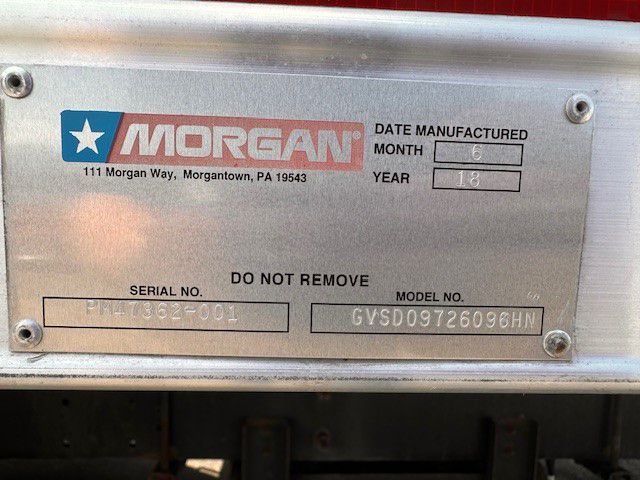 MORGAN®
111 Morgan Way, Morgantown, PA 19543
DATE MANUFACTURED
MONTH 6
YEAR 18
DO NOT REMOVE
SERIAL NO.
PM47362-001
MODEL NO.
GVSD09726096HN